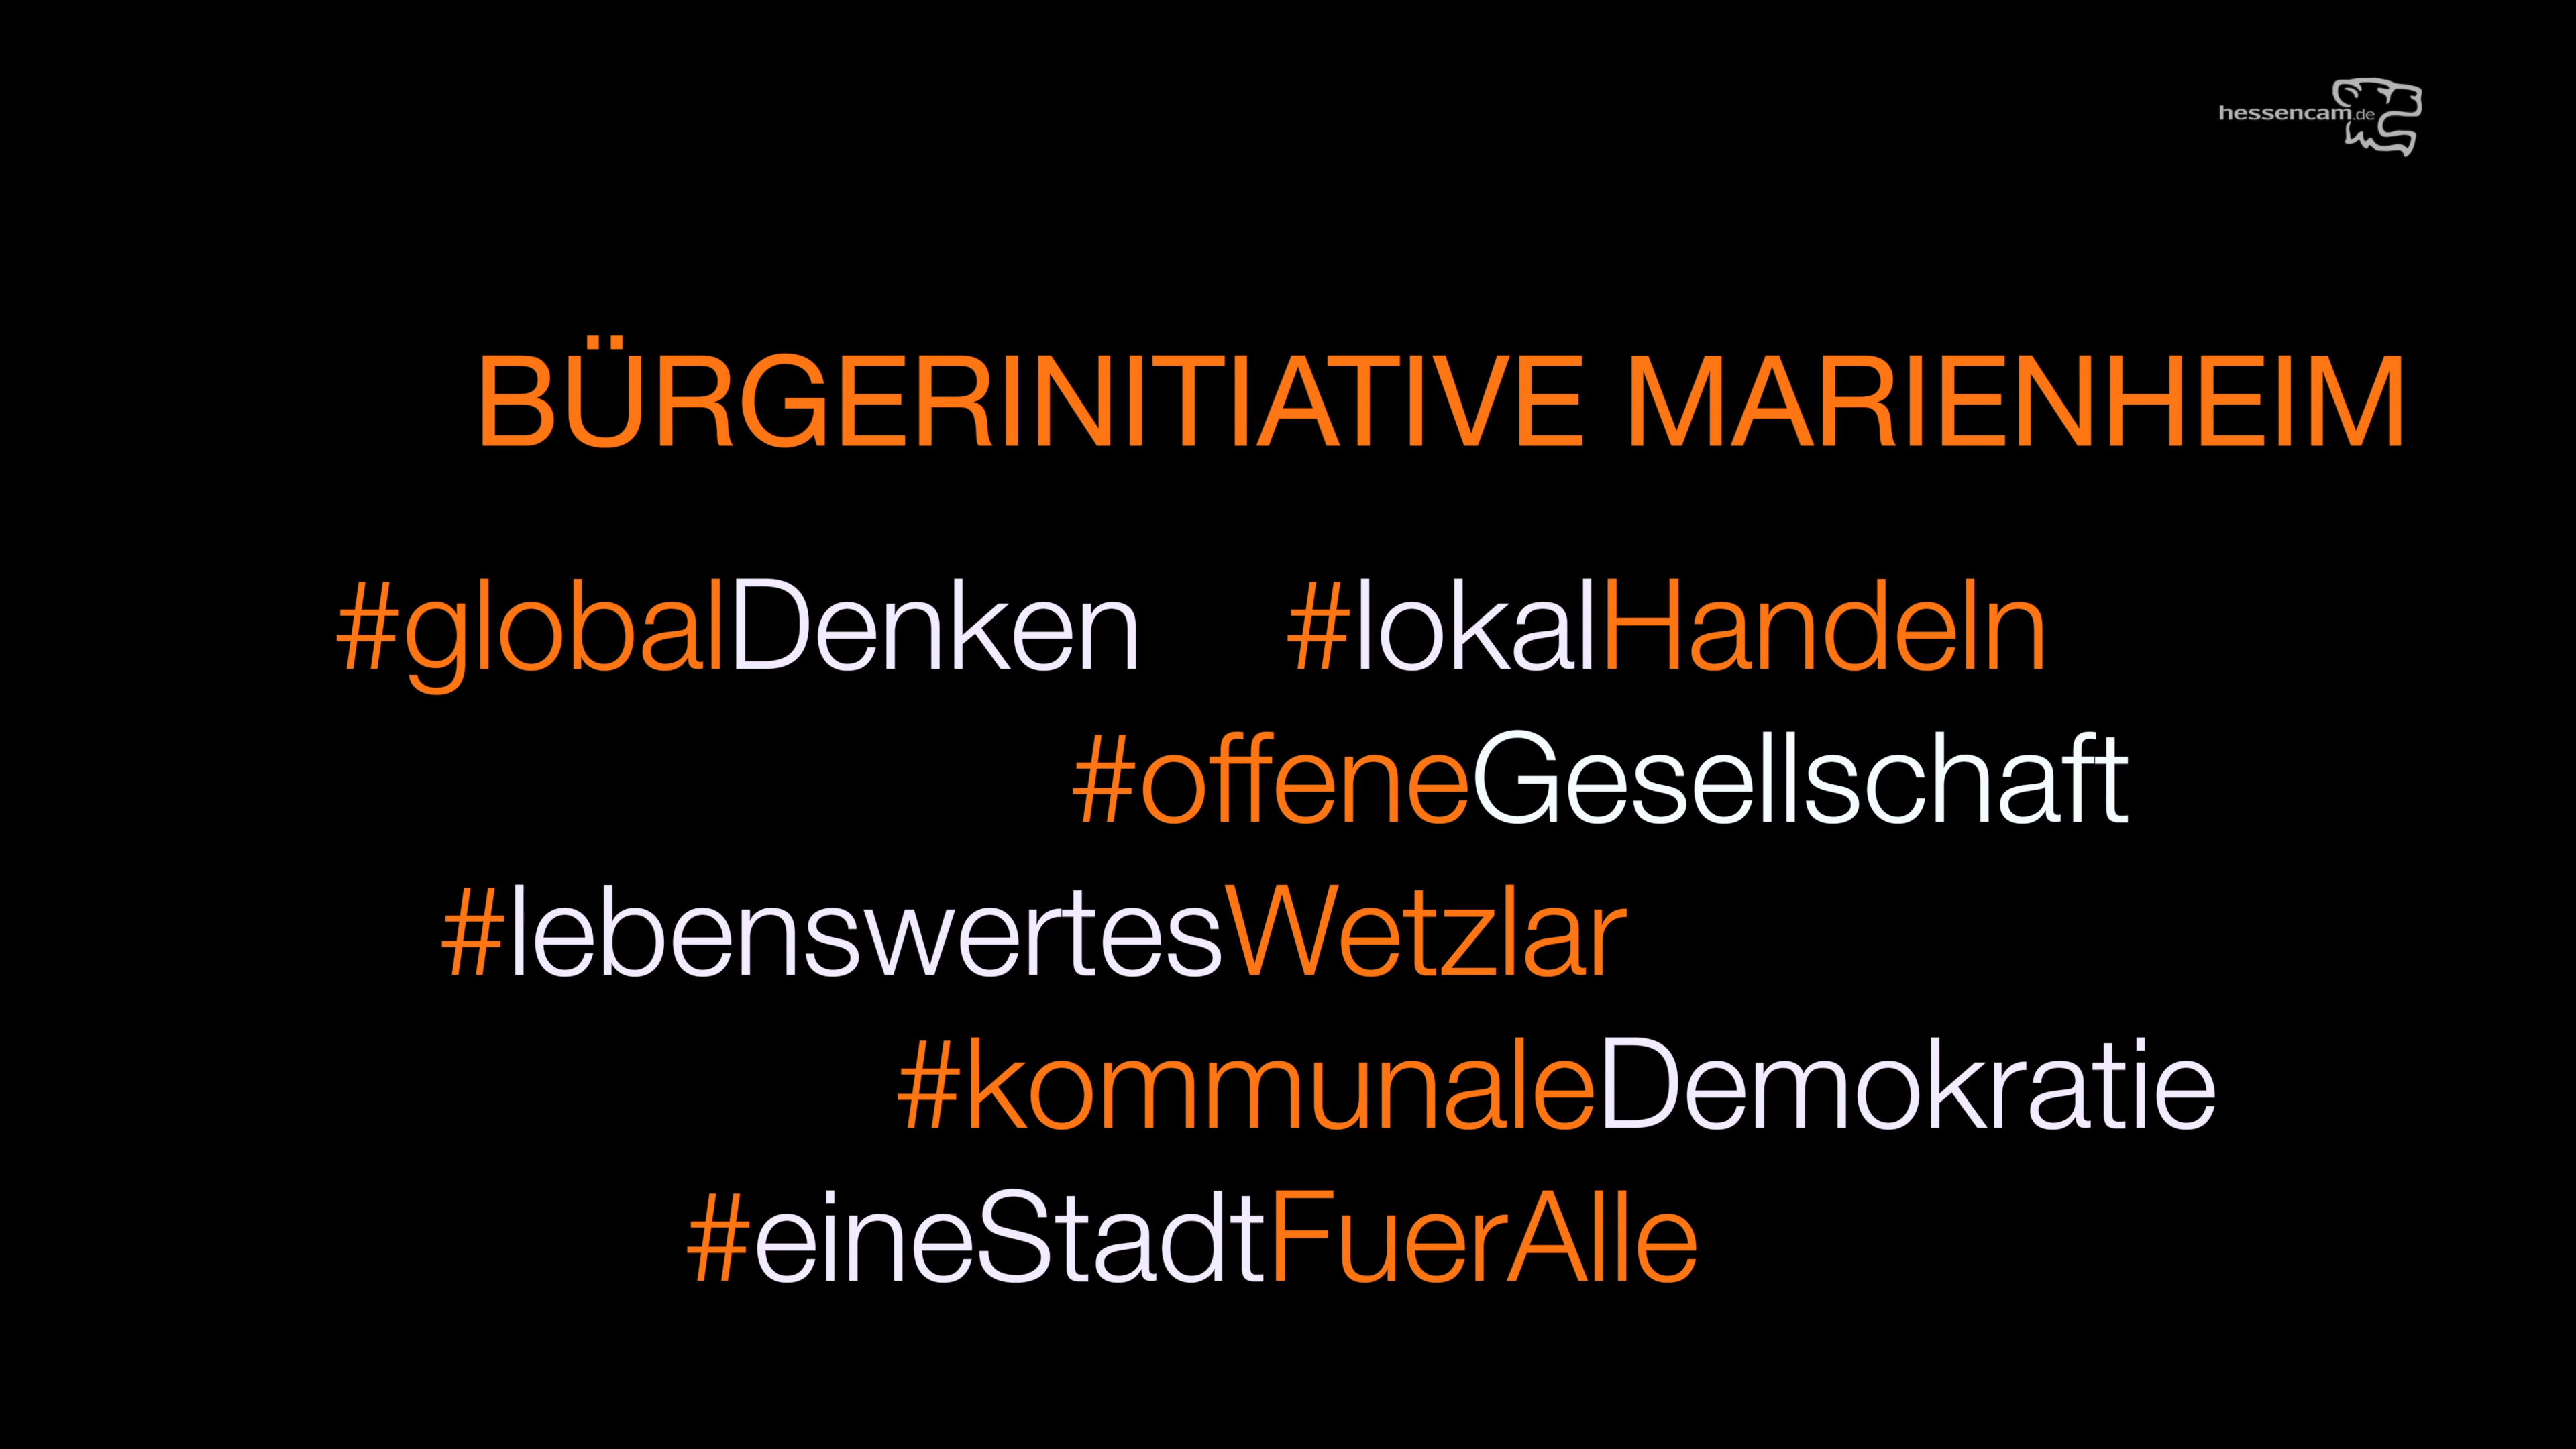 hessencam.de
BÜRGERINITIATIVE MARIENHEIM
#globalDenken #lokalHandeln
#offeneGesellschaft
#lebenswertesWetzlar
#kommunaleDemokratie
#eineStadtFuerAlle